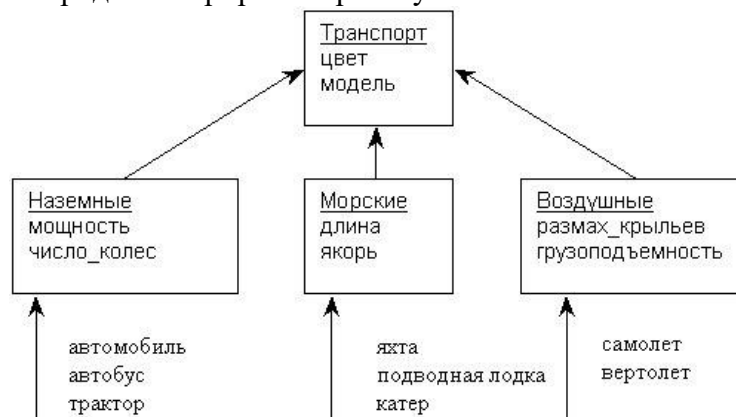 Транспорт
цвет
модель
Наземные
мощность
число_колес
Морские
длина
якорь
Воздушные
размах_крыльев
грузоподъемность
автомобиль
автобус
трактор
яхта
подводная лодка
катер
самолет
вертолет